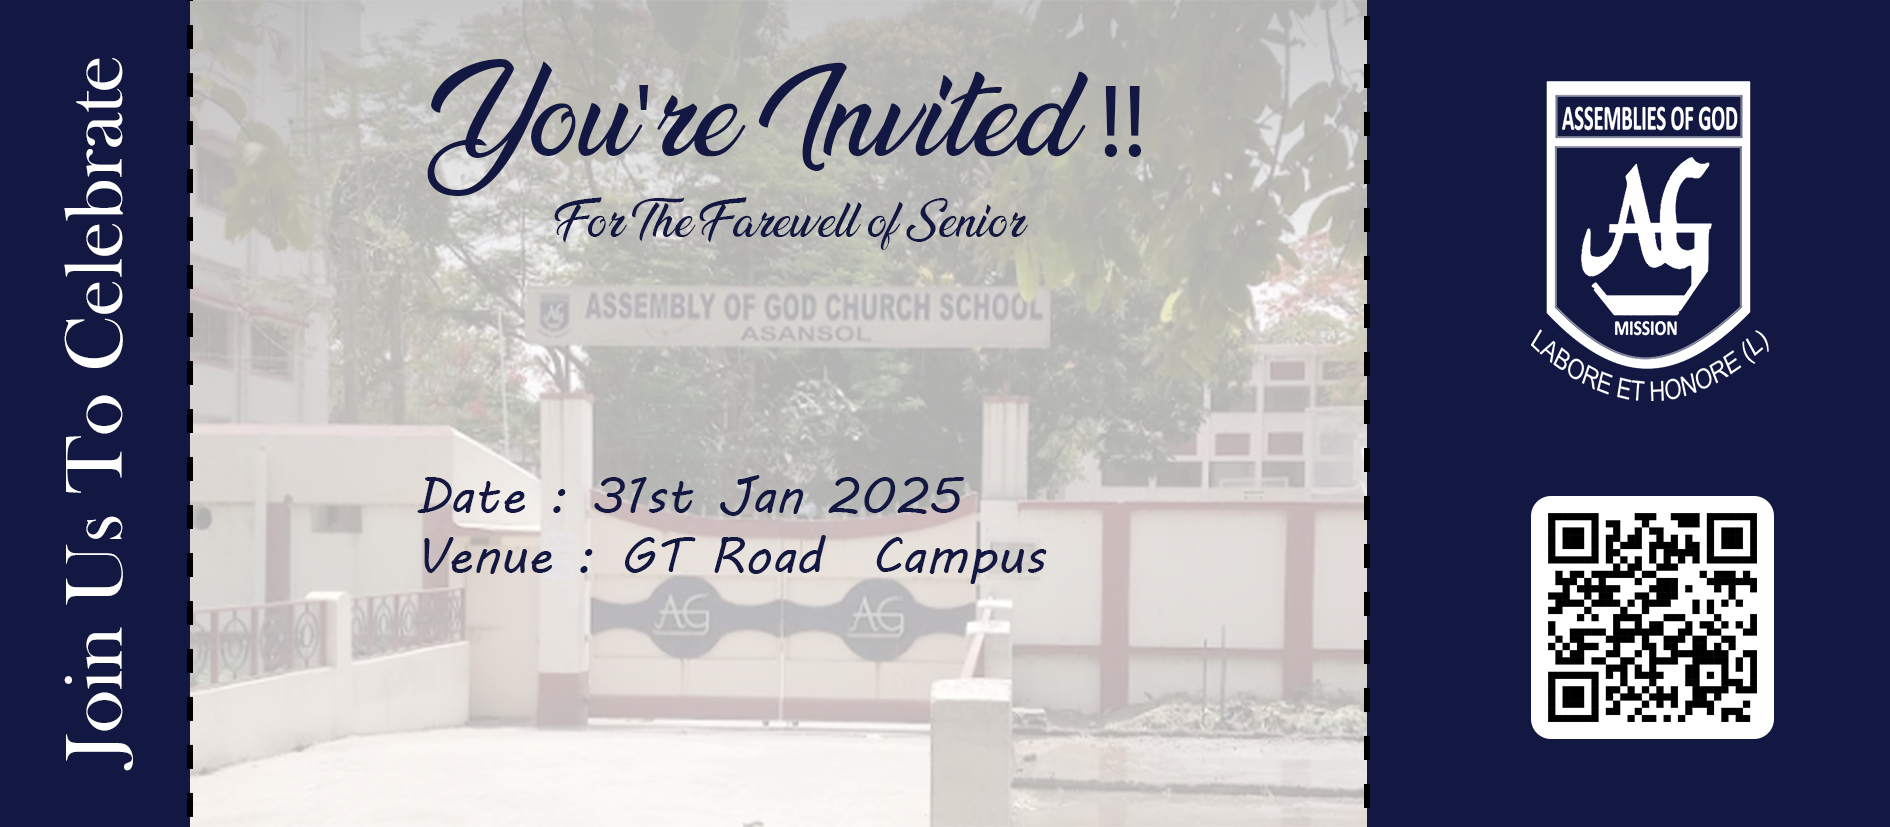 Join Us To Celebrate
You're Invited !!
For The Farewell of Senior
ASSEMBLY OF GOD CHURCH SCHOOL
ASANSOL
Date : 31st Jan 2025
Venue : GT Road Campus
AG AG
ASSEMBLIES OF GOD
AG
MISSION
LABORE ET HONORE (L)